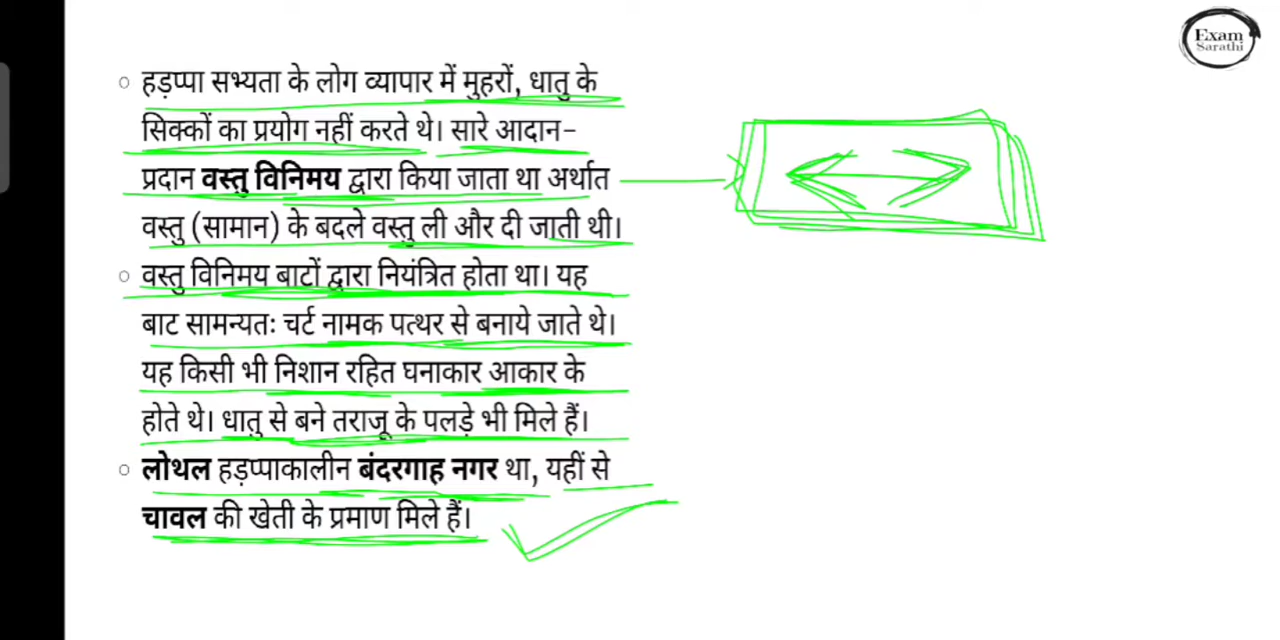 Exam
Sarathi
○ हड़प्पा सभ्यता के लोग व्यापार में मुहरों, धातु के
सिक्कों का प्रयोग नहीं करते थे। सारे आदान-
प्रदान वस्तु विनिमय द्वारा किया जाता था अर्थात
वस्तु (सामान) के बदले वस्तु ली और दी जाती थी।
○ वस्तु विनिमय बाटों द्वारा नियंत्रित होता था। यह
बाट सामन्यतः चर्ट नामक पत्थर से बनाये जाते थे।
यह किसी भी निशान रहित घनाकार आकार के
होते थे। धातु से बने तराजू के पलड़े भी मिले हैं।
○ लोथल हड़प्पाकालीन बंदरगाह नगर था, यहीं से
चावल की खेती के प्रमाण मिले हैं।